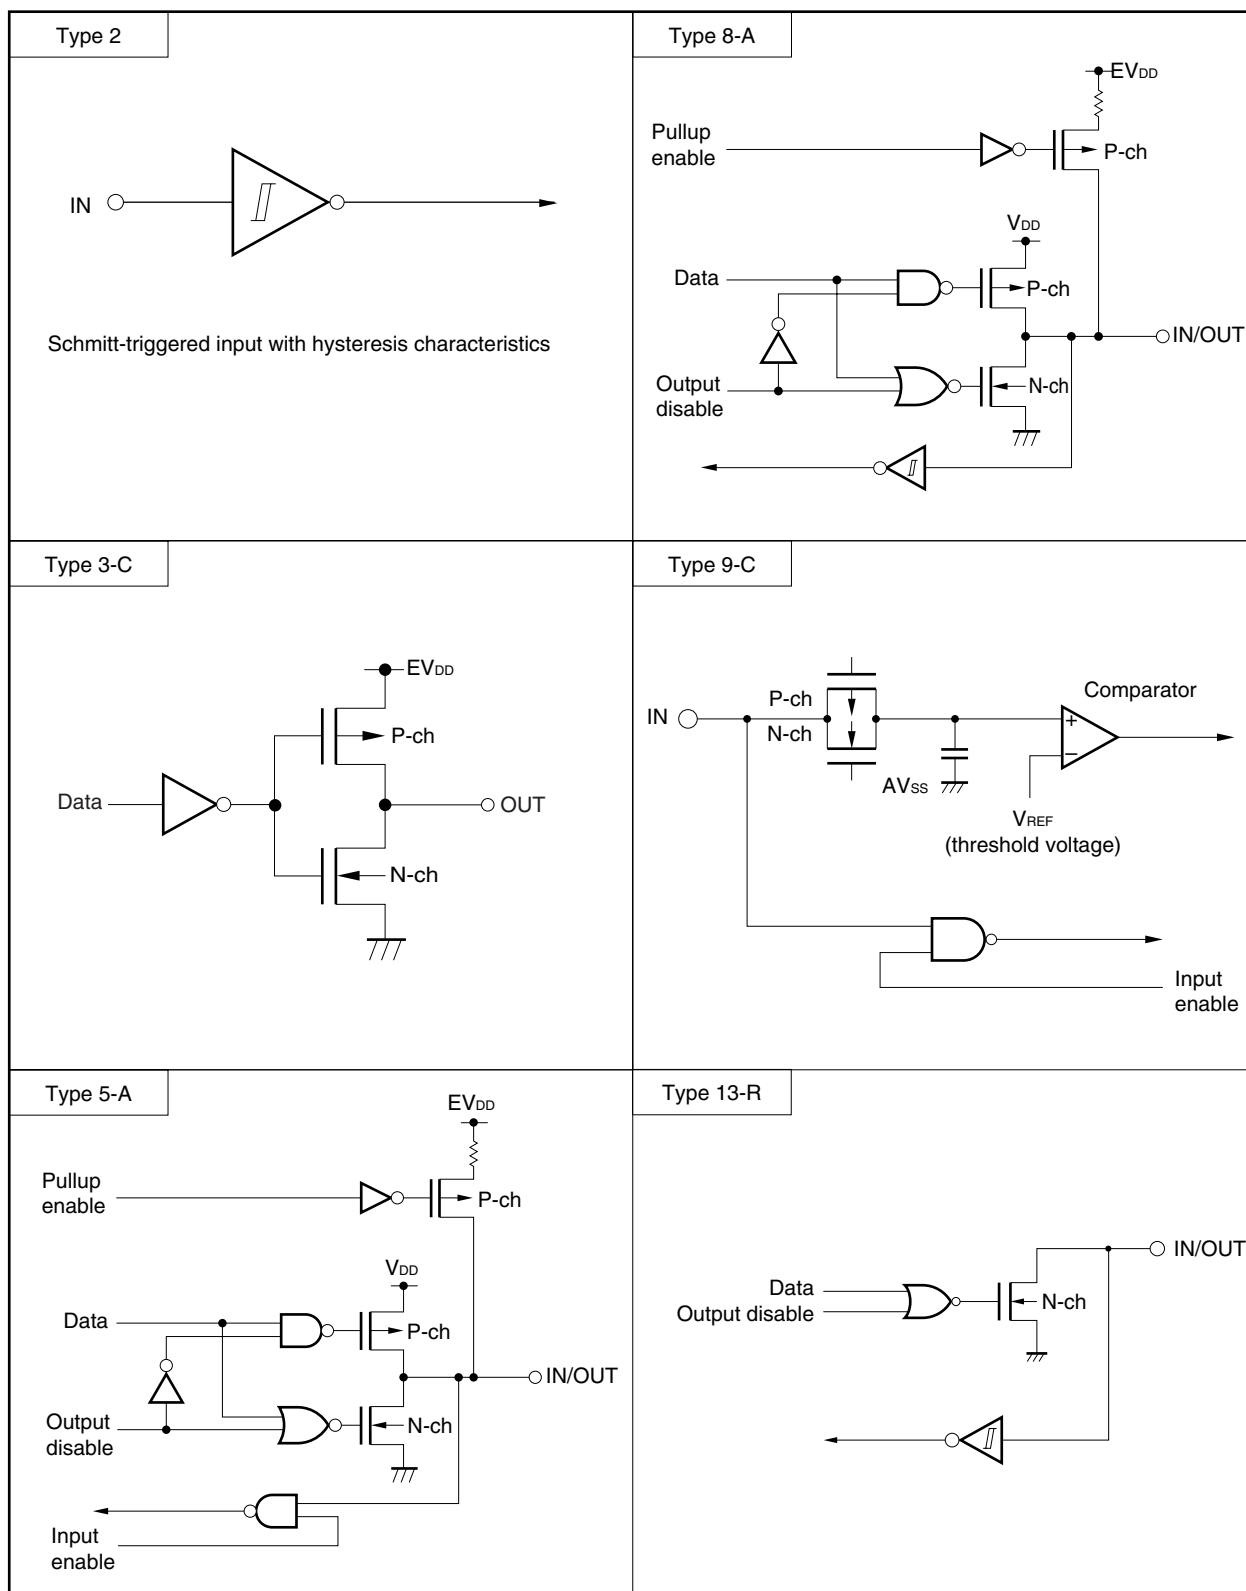 Type 2
IN
Schmitt-triggered input with hysteresis characteristics
Type 8-A
EVDD
Pullup
enable
P-ch
VDD
Data
P-ch
IN/OUT
Output
disable
N-ch
Type 3-C
EVDD
P-ch
Data
OUT
N-ch
Type 9-C
P-ch
Comparator
IN
N-ch
+
−
AVSS
VREF
(threshold voltage)
Input
enable
Type 5-A
EVDD
Pullup
enable
P-ch
VDD
Data
P-ch
IN/OUT
Output
disable
N-ch
Input
enable
Type 13-R
IN/OUT
Data
Output disable
N-ch